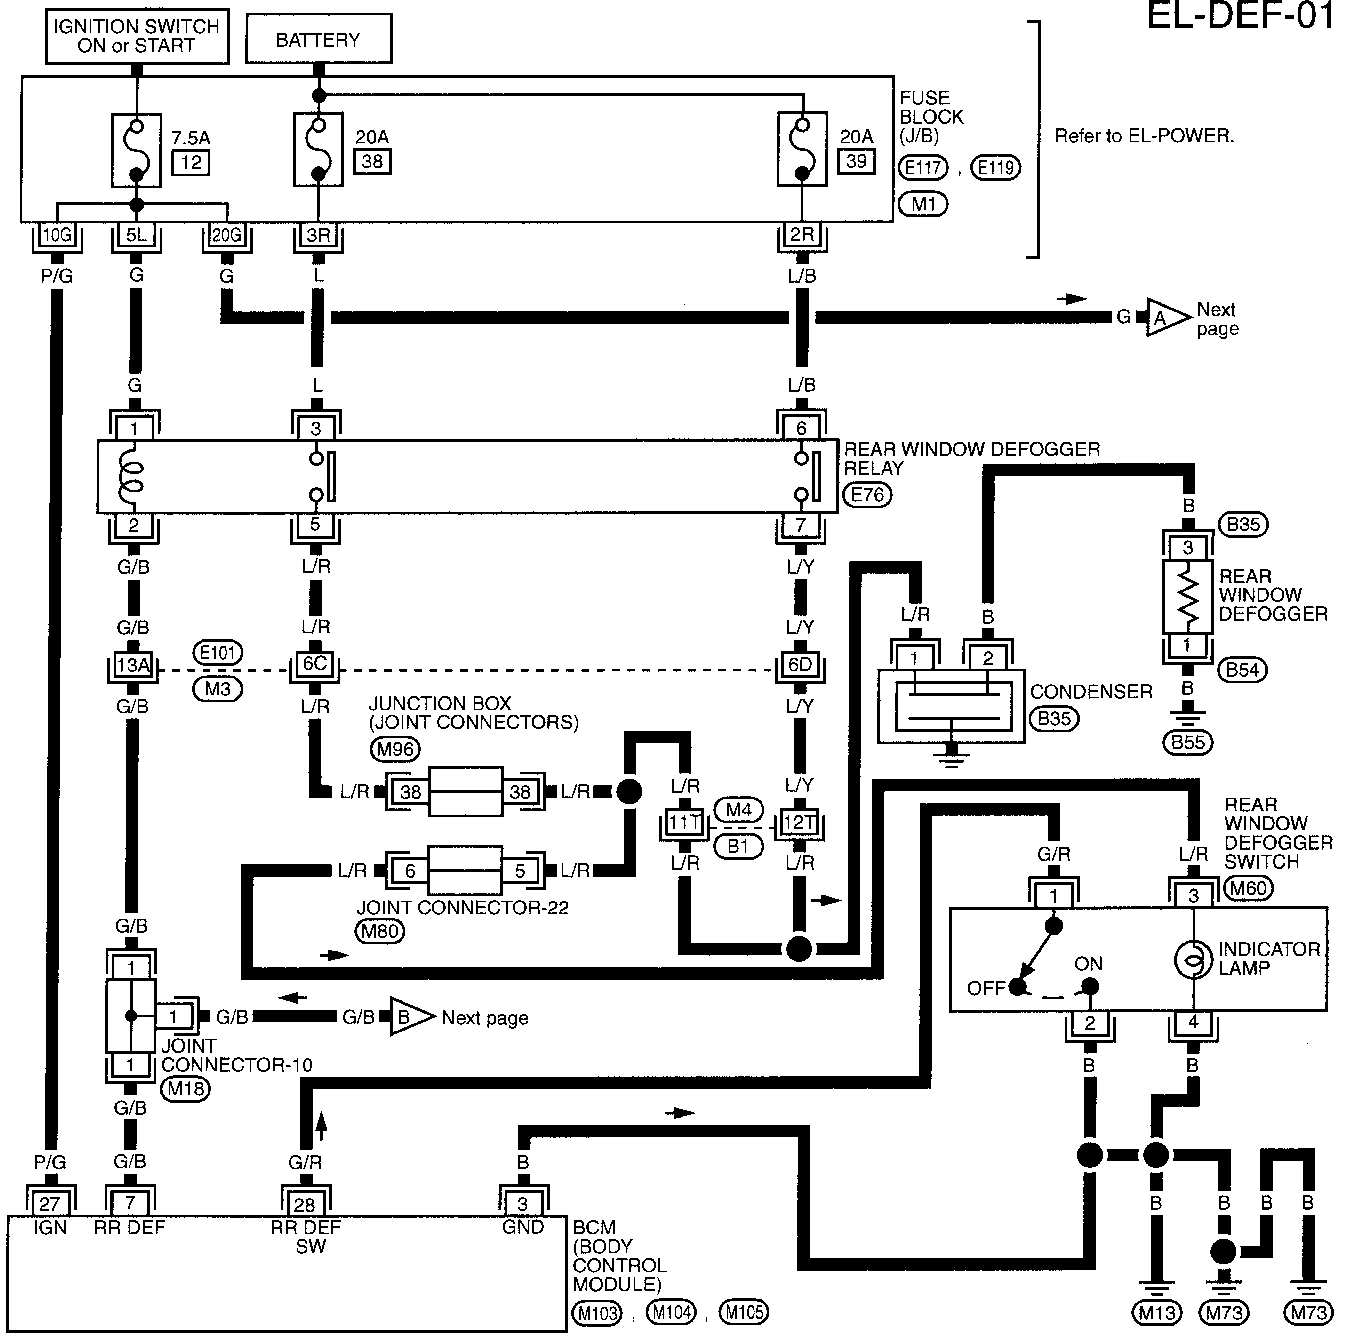 EL-DEF-01
IGNITION SWITCH
ON or START
BATTERY
7.5A
12
20A
38
20A
39
FUSE
BLOCK
(J/B)
E117 , E119
M1
Refer to EL-POWER.
10G 5L 20G 3R 2R
P/G G G L L/B
G A Next
page
G L L/B
1 3 6
REAR WINDOW DEFOGGER
RELAY
E76
2 5 7
G/B L/R L/Y
B
B35
3
REAR
WINDOW
DEFOGGER
1
B54
B
B55
L/R B
1 2
CONDENSER
B35
G/B L/R L/Y
13A E101 6C 6D
M3
G/B L/R L/Y
JUNCTION BOX
(JOINT CONNECTORS)
M96
L/R 38 38 L/R
L/R L/Y
11T M4 12T
B1
L/R L/R
L/R 6 5 L/R
JOINT CONNECTOR-22
M80
REAR
WINDOW
DEFOGGER
SWITCH
M60
G/R L/R
1 3
INDICATOR
LAMP
OFF ON
2 4
B B
G/B
1
1 G/B G/B B Next page
JOINT
CONNECTOR-10
M18
1
G/B
P/G G/B G/R B
27 7 28 3
IGN RR DEF RR DEF
SW GND
BCM
(BODY
CONTROL
MODULE)
M103 , M104 , M105
B B B B
M13 M73 M73